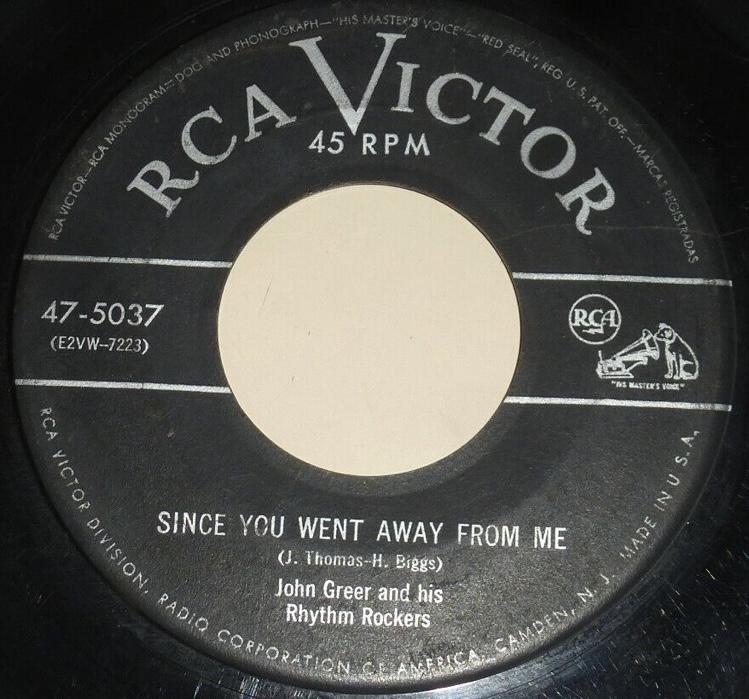 RCA VICTOR—RCA MONOGRAM—DOG AND PHONOGRAPH—"HIS MASTER'S VOICE"—"RED SEAL", REG. U. S. PAT. OFF.—MARCAS REGISTRADAS
RCA VICTOR
45 RPM
47-5037
(E2VW-7223)
RCA
"HIS MASTER'S VOICE"
SINCE YOU WENT AWAY FROM ME
(J. Thomas-H. Biggs)
John Greer and his
Rhythm Rockers
RCA VICTOR DIVISION, RADIO CORPORATION OF AMERICA, CAMDEN, N. J. MADE IN U. S. A.